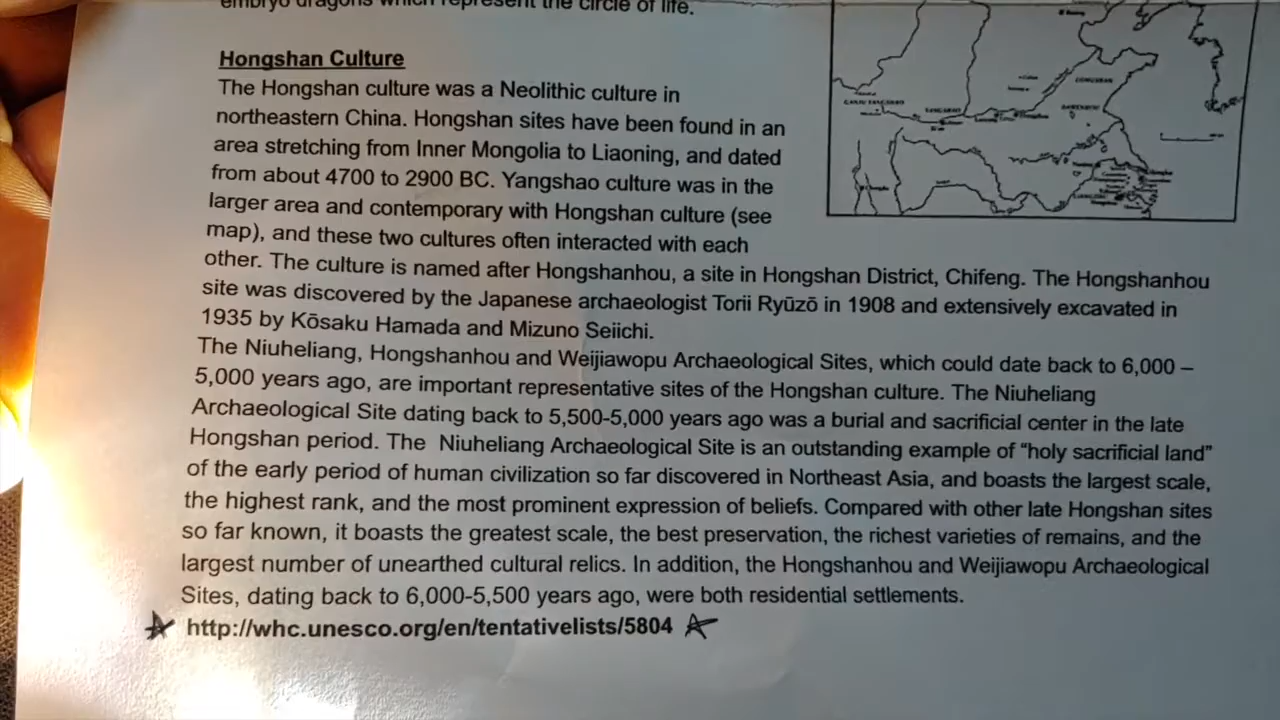 embryo dragons which represent the circle of life.
Hongshan Culture
The Hongshan culture was a Neolithic culture in
northeastern China. Hongshan sites have been found in an
area stretching from Inner Mongolia to Liaoning, and dated
from about 4700 to 2900 BC. Yangshao culture was in the
larger area and contemporary with Hongshan culture (see
map), and these two cultures often interacted with each
other. The culture is named after Hongshanhou, a site in Hongshan District, Chifeng. The Hongshanhou
site was discovered by the Japanese archaeologist Torii Ryūzō in 1908 and extensively excavated in
1935 by Kōsaku Hamada and Mizuno Seiichi.
The Niuheliang, Hongshanhou and Weijiawopu Archaeological Sites, which could date back to 6,000 –
5,000 years ago, are important representative sites of the Hongshan culture. The Niuheliang
Archaeological Site dating back to 5,500-5,000 years ago was a burial and sacrificial center in the late
Hongshan period. The Niuheliang Archaeological Site is an outstanding example of “holy sacrificial land”
of the early period of human civilization so far discovered in Northeast Asia, and boasts the largest scale,
the highest rank, and the most prominent expression of beliefs. Compared with other late Hongshan sites
so far known, it boasts the greatest scale, the best preservation, the richest varieties of remains, and the
largest number of unearthed cultural relics. In addition, the Hongshanhou and Weijiawopu Archaeological
Sites, dating back to 6,000-5,500 years ago, were both residential settlements.
http://whc.unesco.org/en/tentativelists/5804